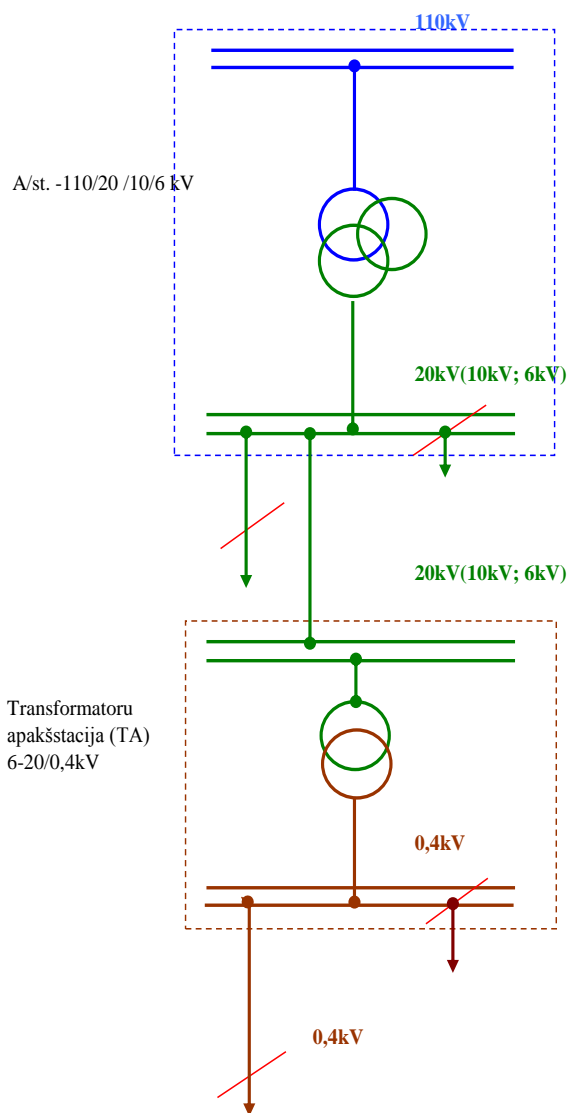 110kV
A/st. -110/20 /10/6 kV
20kV(10kV; 6kV)
20kV(10kV; 6kV)
Transformatoru
apakšstacija (TA)
6-20/0,4kV
0,4kV
0,4kV